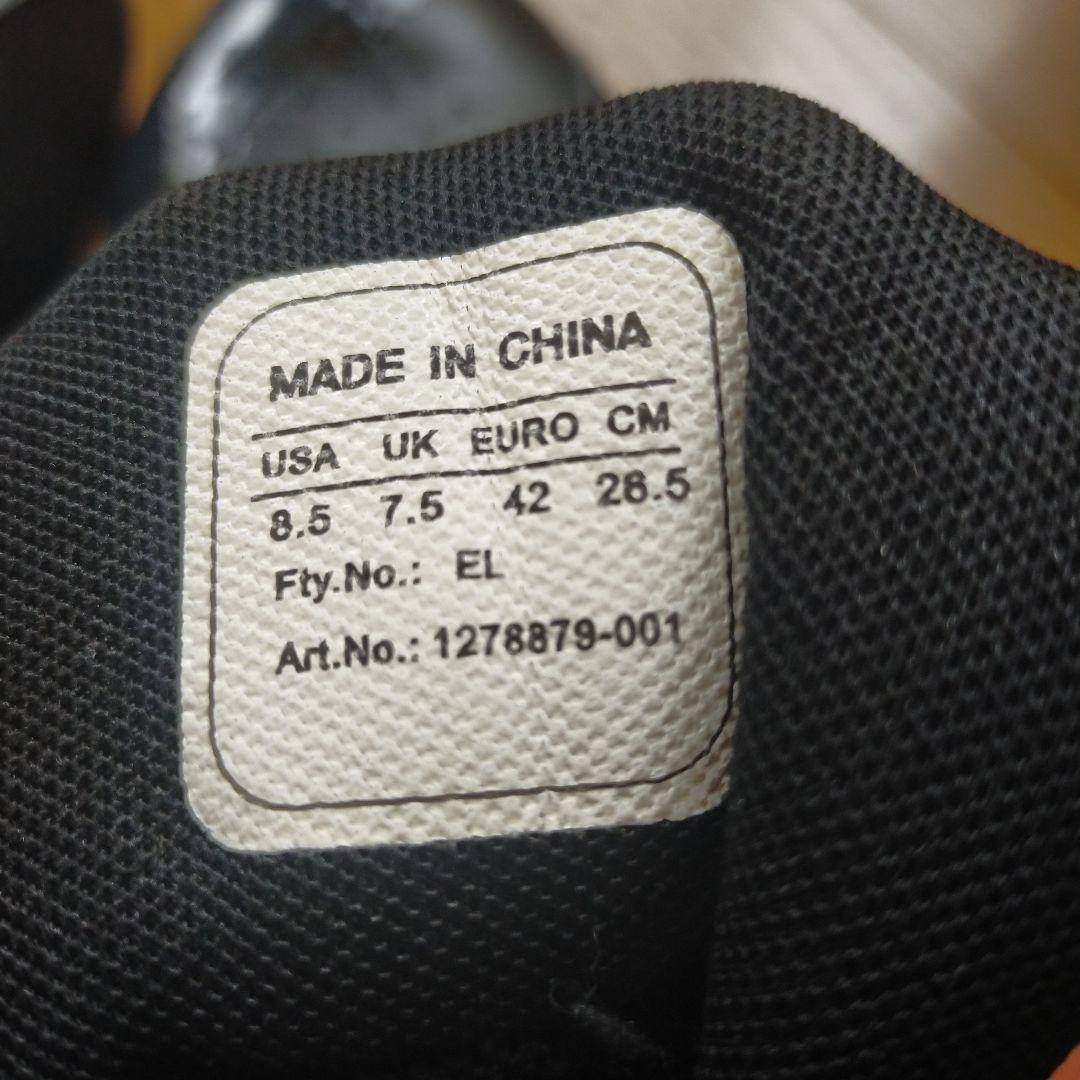 MADE IN CHINA
USA UK EURO CM
8.5 7.5 42 26.5
Fty.No.: EL
Art.No.: 1278879-001